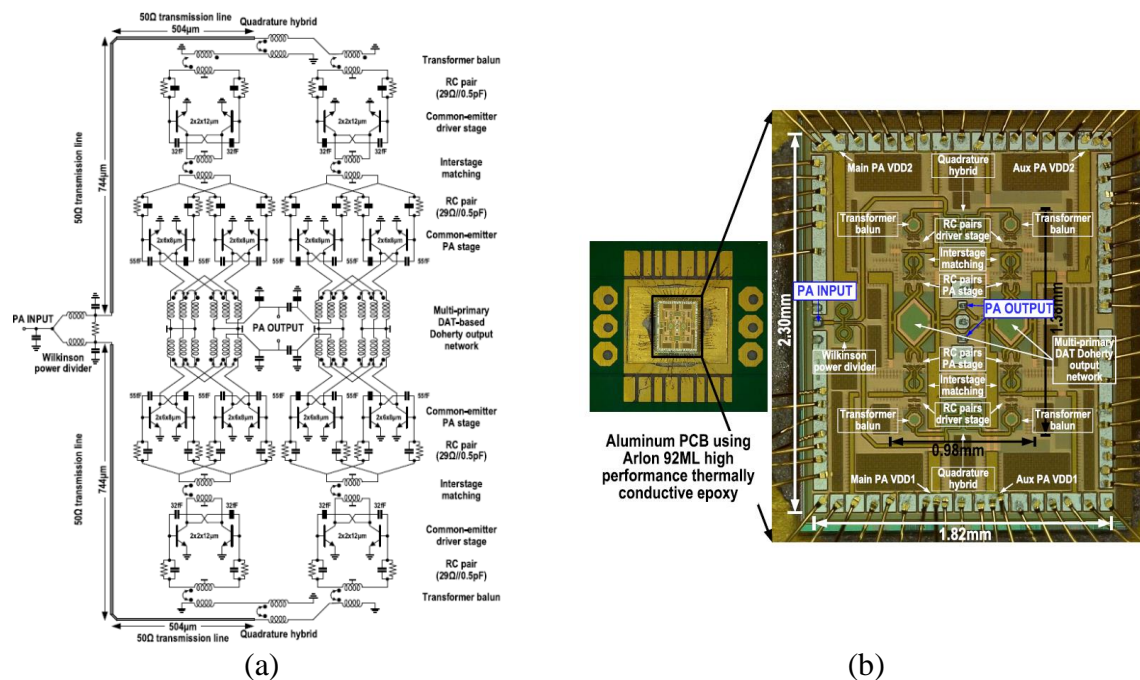 50Ω transmission line
504μm
Quadrature hybrid
744μm
50Ω transmission line
Transformer balun
RC pair
(29Ω//0.5pF)
2x2x12μm
2x2x12μm
Common-emitter
driver stage
32fF
32fF
32fF
32fF
Interstage
matching
RC pair
(29Ω//0.5pF)
2x6x8μm
2x6x8μm
2x6x8μm
2x6x8μm
Common-emitter
PA stage
55fF
55fF
55fF
55fF
PA INPUT
Wilkinson
power divider
PA OUTPUT
Multi-primary
DAT-based
Doherty output
network
55fF
55fF
55fF
55fF
2x6x8μm
2x6x8μm
2x6x8μm
2x6x8μm
Common-emitter
PA stage
RC pair
(29Ω//0.5pF)
744μm
50Ω transmission line
Interstage
matching
32fF
32fF
32fF
32fF
2x2x12μm
2x2x12μm
Common-emitter
driver stage
RC pair
(29Ω//0.5pF)
Transformer balun
504μm
50Ω transmission line
Quadrature hybrid
(a)
Main PA VDD2
Quadrature
hybrid
Aux PA VDD2
Transformer
balun
RC pairs
driver stage
Transformer
balun
Interstage
matching
RC pairs
PA stage
PA INPUT
PA OUTPUT
2.30mm
1.36mm
Wilkinson
power divider
Multi-primary
DAT Doherty
output
network
RC pairs
PA stage
Interstage
matching
Transformer
balun
RC pairs
driver stage
Transformer
balun
0.98mm
Quadrature
hybrid
Main PA VDD1
Aux PA VDD1
1.82mm
Aluminum PCB using
Arlon 92ML high
performance thermally
conductive epoxy
(b)